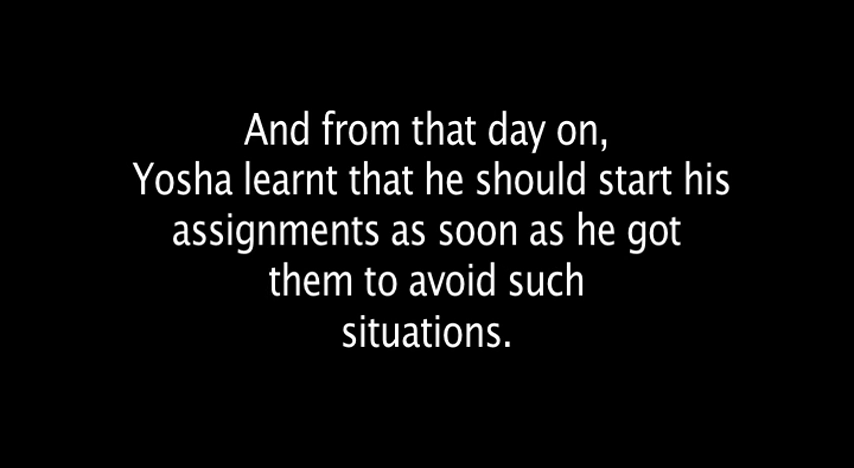 And from that day on,
Yosha learnt that he should start his
assignments as soon as he got
them to avoid such
situations.